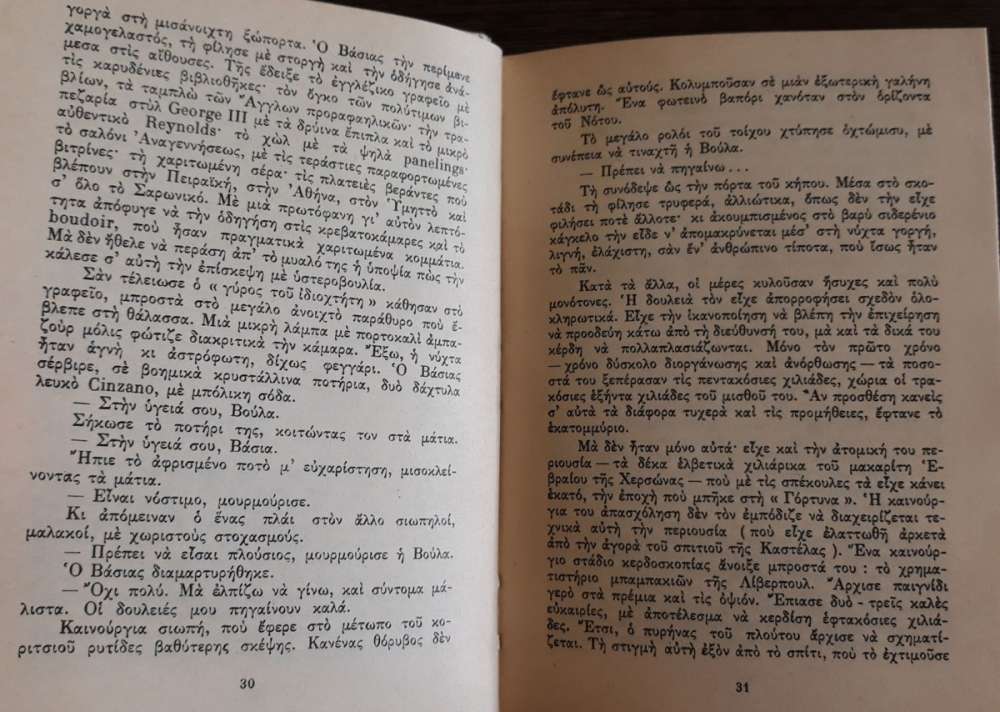 γοργὰ στὴ μισάνοιχτη ξώπορτα. Ὁ Βάσιας τὴν περίμενε
χαμογελαστός, τὴ φίλησε μὲ στοργὴ καὶ τὴν ὁδήγησε ἀνά-
μεσα στὶς αἴθουσες. Τῆς ἔδειξε τὸ ἐγγλέζικο γραφεῖο μὲ
τὶς καρυδένιες βιβλιοθῆκες· τὸν ὄγκο τῶν πολύτιμων βι-
βλίων, τὰ ταμπλὼ τῶν Ἄγγλων προραφαηλικῶν· τὴν τρα-
πεζαρία στὺλ George III μὲ τὰ δρύινα ἔπιπλα καὶ τὸ μικρὸ
αὐθεντικὸ Reynolds· τὸ χὼλ μὲ τὰ ψηλὰ panelings·
τὸ σαλόνι Ἀναγεννήσεως, μὲ τὶς τεράστιες παραφορτωμένες
βιτρίνες· τὴ χαριτωμένη σέρα· τὶς πλατειὲς βεράντες ποὺ
βλέπουν στὴν Πειραϊκή, στὴν Ἀθήνα, στὸν Ὑμηττὸ καὶ
σ' ὅλο τὸ Σαρωνικό. Μὲ μιὰ πρωτόφανη γι' αὐτὸν λεπτό-
τητα ἀπόφυγε νὰ τὴν ὁδηγήση στὶς κρεβατοκάμαρες καὶ τὸ
boudoir, ποὺ ἦσαν πραγματικὰ χαριτωμένα κομμάτια.
Μὰ δὲν ἤθελε νὰ περάση ἀπ' τὸ μυαλό της ἡ ὑποψία πὼς τὴν
κάλεσε σ' αὐτὴ τὴν ἐπίσκεψη μὲ ὑστεροβουλία.
Σὰν τέλειωσε ὁ « γύρος τοῦ ἰδιοχτήτη » κάθησαν στὸ
γραφεῖο, μπροστὰ στὸ μεγάλο ἀνοιχτὸ παράθυρο ποὺ ἔ-
βλεπε στὴ θάλασσα. Μιὰ μικρὴ λάμπα μὲ πορτοκαλὶ ἀμπα-
ζοὺρ μόλις φώτιζε διακριτικὰ τὴν κάμαρα. Ἔξω, ἡ νύχτα
ἦταν ἁγνὴ κι ἀστρόφωτη, δίχως φεγγάρι. Ὁ Βάσιας
σέρβιρε, σὲ βοημικὰ κρυστάλλινα ποτήρια, δυὸ δάχτυλα
λευκὸ Cinzano, μὲ μπόλικη σόδα.
— Στὴν ὑγειά σου, Βούλα.
Σήκωσε τὸ ποτήρι της, κοιτώντας τον στὰ μάτια.
— Στὴν ὑγειά σου, Βάσια.
Ἤπιε τὸ ἀφρισμένο ποτὸ μ' εὐχαρίστηση, μισοκλεί-
νοντας τὰ μάτια.
— Εἶναι νόστιμο, μουρμούρισε.
Κι ἀπόμειναν ὁ ἕνας πλάι στὸν ἄλλο σιωπηλοί,
μαλακοί, μὲ χωριστοὺς στοχασμούς.
— Πρέπει νὰ εἶσαι πλούσιος, μουρμούρισε ἡ Βούλα.
Ὁ Βάσιας διαμαρτυρήθηκε.
— Ὄχι πολύ. Μὰ ἐλπίζω νὰ γίνω, καὶ σύντομα μά-
λιστα. Οἱ δουλειές μου πηγαίνουν καλά.
Καινούργια σιωπή, ποὺ ἔφερε στὸ μέτωπο τοῦ κο-
ριτσιοῦ ρυτίδες βαθύτερης σκέψης. Κανένας θόρυβος δὲν
30
ἔφτανε ὣς αὐτούς. Κολυμποῦσαν σὲ μιὰν ἐξωτερικὴ γαλήνη
ἀπόλυτη. Ἕνα φωτεινὸ βαπόρι χανόταν στὸν ὁρίζοντα
τοῦ Νότου.
Τὸ μεγάλο ρολόι τοῦ τοίχου χτύπησε ὀχτώμισυ, μὲ
συνέπεια νὰ τιναχτῆ ἡ Βούλα.
— Πρέπει νὰ πηγαίνω...
Τὴ συνόδεψε ὣς τὴν πόρτα τοῦ κήπου. Μέσα στὸ σκο-
τάδι τὴ φίλησε τρυφερά, ἀλλιώτικα, ὅπως δὲν τὴν εἶχε
φιλήσει ποτὲ ἄλλοτε· κι ἀκουμπισμένος στὸ βαρὺ σιδερένιο
κάγκελο τὴν εἶδε ν' ἀπομακρύνεται μέσ' στὴ νύχτα γοργή,
λιγνή, ἐλάχιστη, σὰν ἕν' ἀνθρώπινο τίποτα, ποὺ ἴσως ἦταν
τὸ πᾶν.
Κατὰ τὰ ἄλλα, οἱ μέρες κυλοῦσαν ἥσυχες καὶ πολὺ
μονότονες. Ἡ δουλειὰ τὸν εἶχε ἀπορροφήσει σχεδὸν ὁλο-
κληρωτικά. Εἶχε τὴν ἱκανοποίηση νὰ βλέπη τὴν ἐπιχείρηση
νὰ προοδεύη κάτω ἀπὸ τὴ διεύθυνσή του, μὰ καὶ τὰ δικά του
κέρδη νὰ πολλαπλασιάζωνται. Μόνο τὸν πρῶτο χρόνο
— χρόνο δύσκολο διοργάνωσης καὶ ἀνόρθωσης — τὰ ποσο-
στά του ξεπέρασαν τὶς πεντακόσιες χιλιάδες, χώρια οἱ τρα-
κόσιες ἑξήντα χιλιάδες τοῦ μισθοῦ του. Ἂν προσθέση κανεὶς
σ' αὐτὰ τὰ διάφορα τυχερὰ καὶ τὶς προμήθειες, ἔφτανε τὸ
ἑκατομμύριο.
Μὰ δὲν ἦταν μόνο αὐτά· εἶχε καὶ τὴν ἀτομική του πε-
ριουσία — τὰ δέκα ἑλβετικὰ χιλιάρικα τοῦ μακαρίτη Ἑ-
βραίου τῆς Χερσώνας — ποὺ μὲ τὶς σπέκουλες τὰ εἶχε κάνει
ἑκατό, τὴν ἐποχὴ ποὺ μπῆκε στὴ « Γόρτυνα ». Ἡ καινούρ-
για του ἀπασχόληση δὲν τὸν ἐμπόδιζε νὰ διαχειρίζεται τε-
χνικὰ αὐτὴ τὴν περιουσία ( ποὺ εἶχε ἐλαττωθῆ ἀρκετὰ
ἀπὸ τὴν ἀγορὰ τοῦ σπιτιοῦ τῆς Καστέλας ). Ἕνα καινούρ-
γιο στάδιο κερδοσκοπίας ἄνοιξε μπροστά του : τὸ χρημα-
τιστήριο μπαμπακιῶν τῆς Λίβερπουλ. Ἄρχισε παιγνίδι
γερὸ στὰ πρέμια καὶ τὶς ὀψιόν. Ἔπιασε δυὸ - τρεῖς καλὲς
εὐκαιρίες, μὲ ἀποτέλεσμα νὰ κερδίση ἑφτακόσιες χιλιά-
δες. Ἔτσι, ὁ πυρήνας τοῦ πλούτου ἄρχισε νὰ σχηματί-
ζεται. Τὴ στιγμὴ αὐτὴ ἐξὸν ἀπὸ τὸ σπίτι, ποὺ τὸ ἐχτιμοῦσε
31